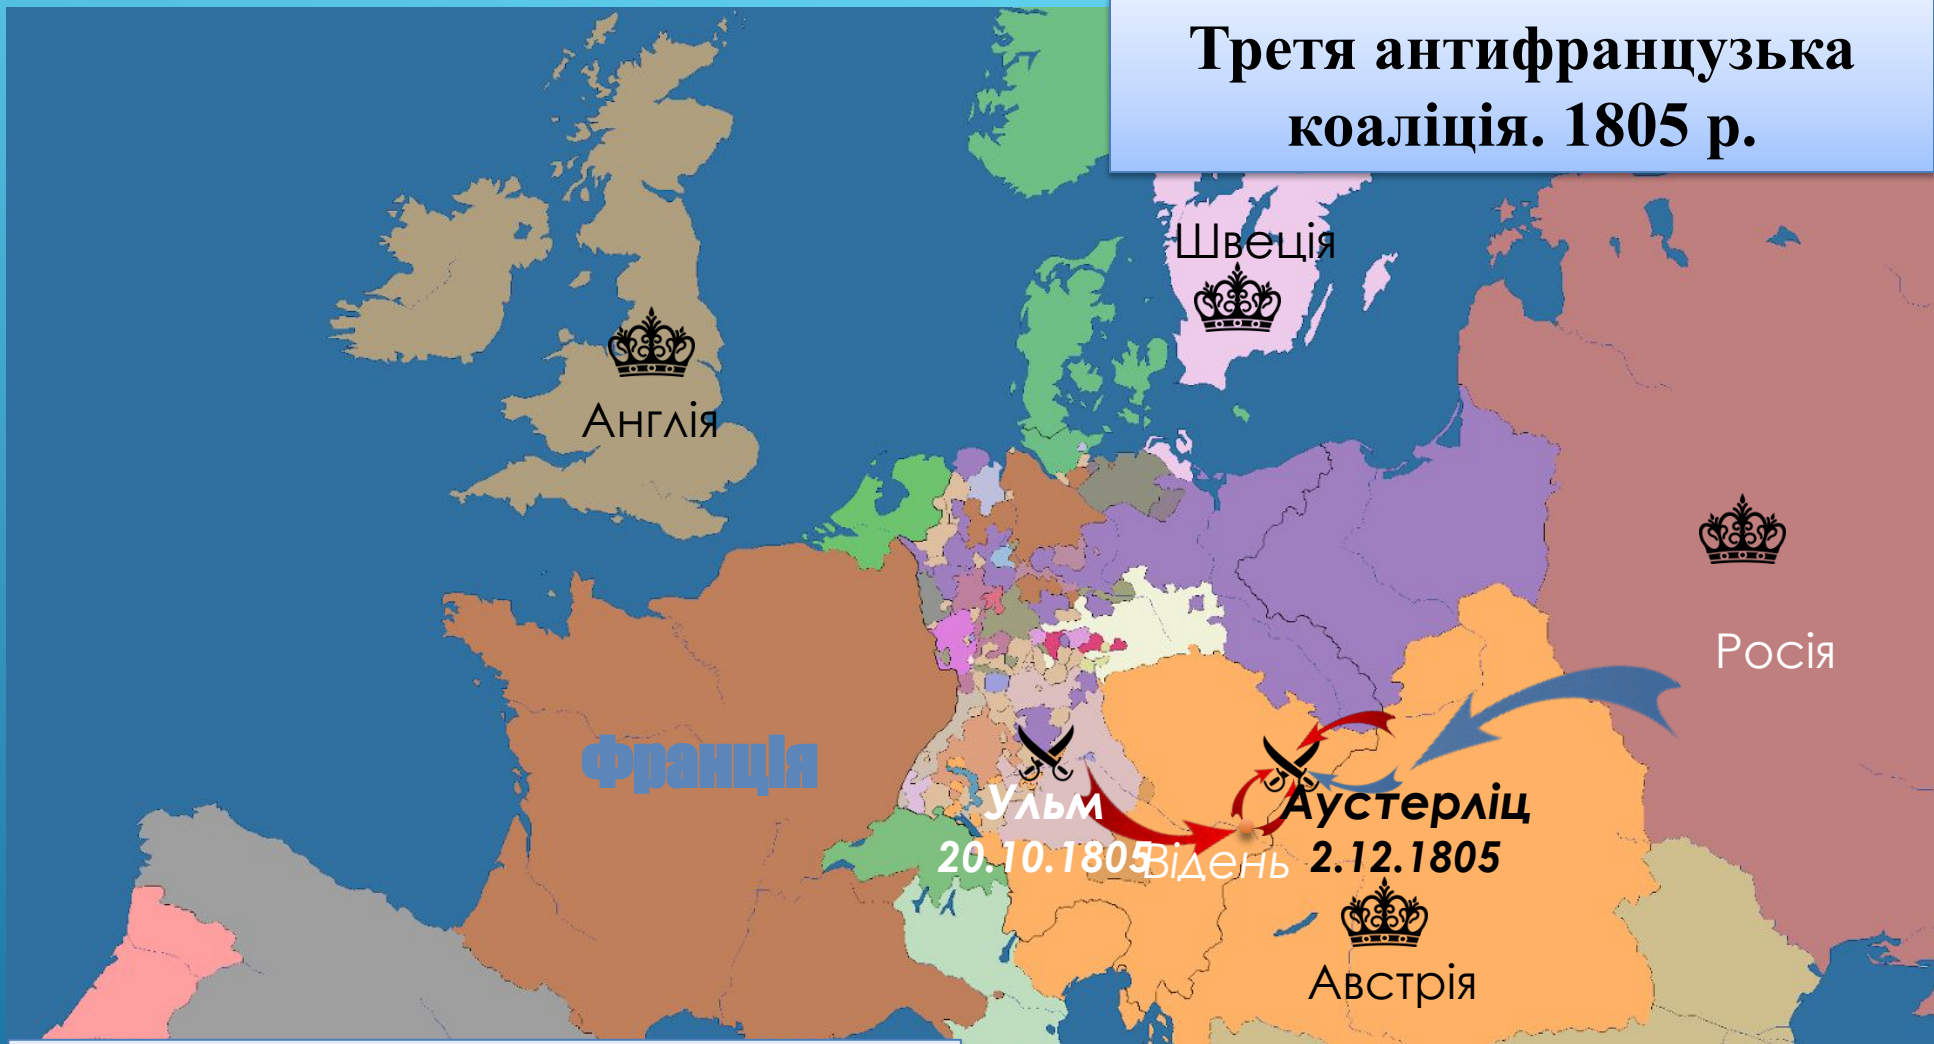 Третя антифранцузька
коаліція. 1805 р.
Швеція
Англія
Росія
Франція
Ульм
20.10.1805
Відень
Аустерліц
2.12.1805
Австрія